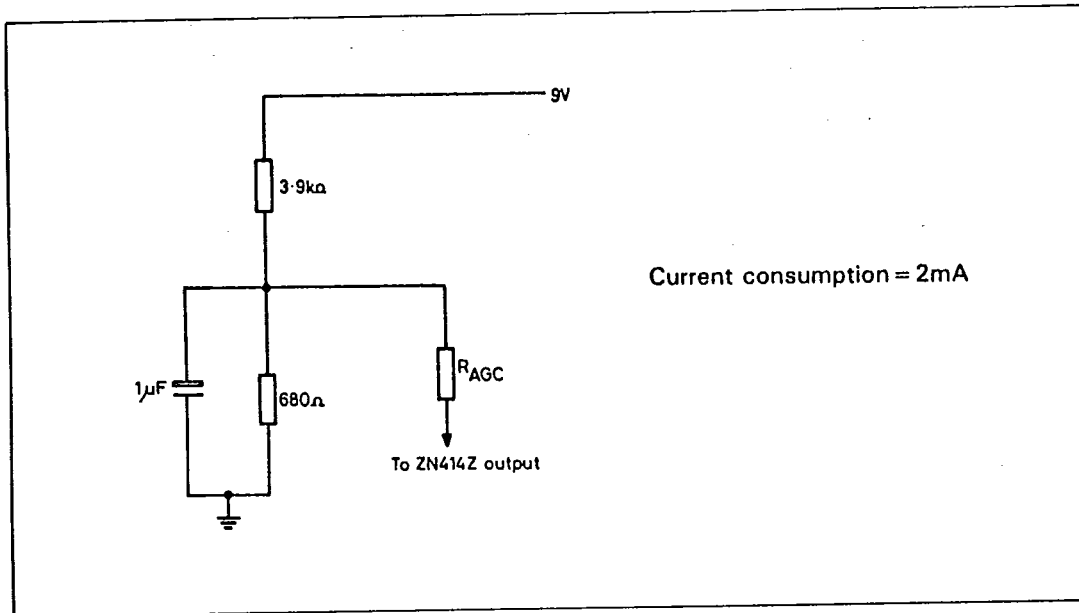 9V
3·9kΩ
Current consumption = 2mA
RAGC
1µF
680Ω
To ZN414Z output